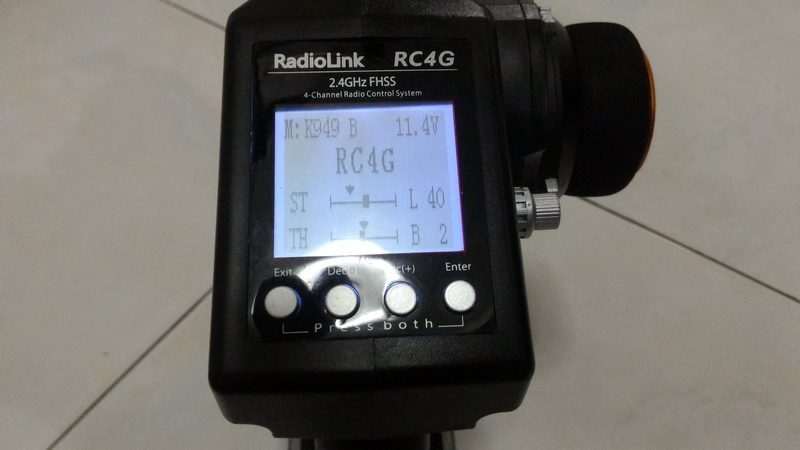 RadioLink RC4G
2.4GHz FHSS
4-Channel Radio Control System
M: K949 B 11.4V
RC4G
ST L 40
TH B 2
Exit Enter
Press both